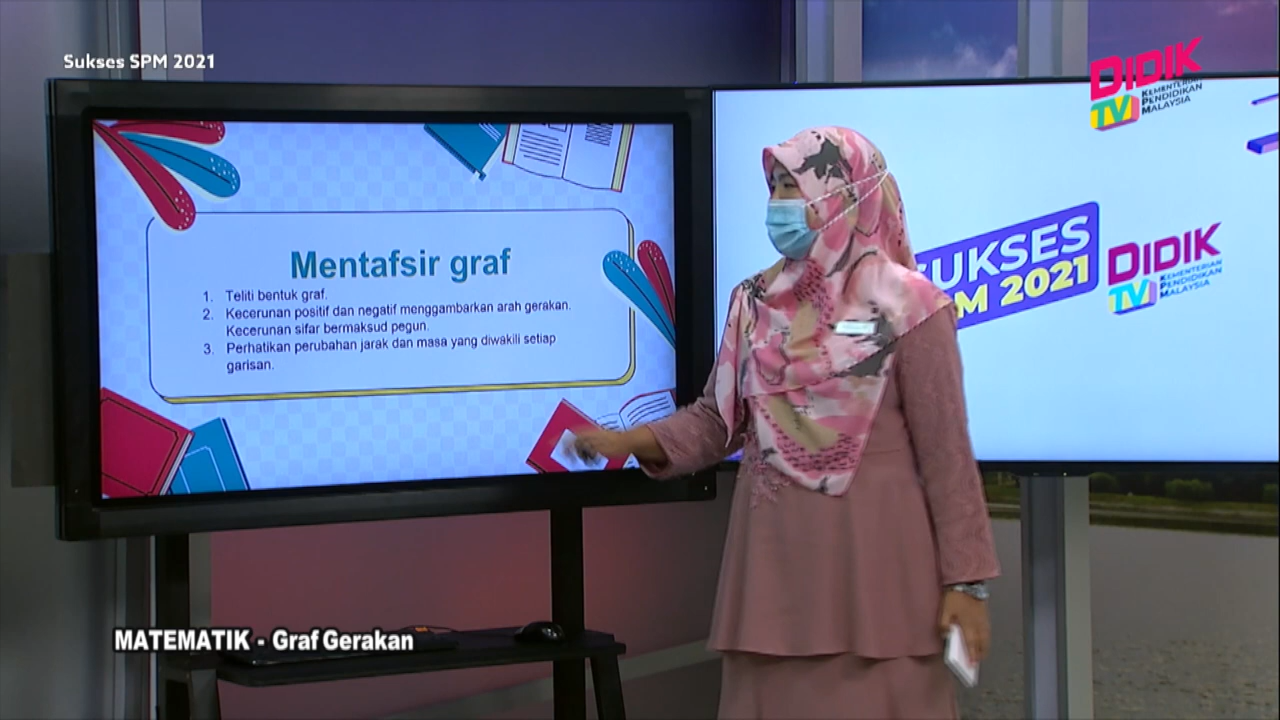 Sukses SPM 2021
DIDIK
TV
KEMENTERIAN
PENDIDIKAN
MALAYSIA
Mentafsir graf
1. Teliti bentuk graf.
2. Kecerunan positif dan negatif menggambarkan arah gerakan.
Kecerunan sifar bermaksud pegun.
3. Perhatikan perubahan jarak dan masa yang diwakili setiap
garisan.
UKSES
M 2021
DIDIK
TV
KEMENTERIAN
PENDIDIKAN
MALAYSIA
MATEMATIK - Graf Gerakan